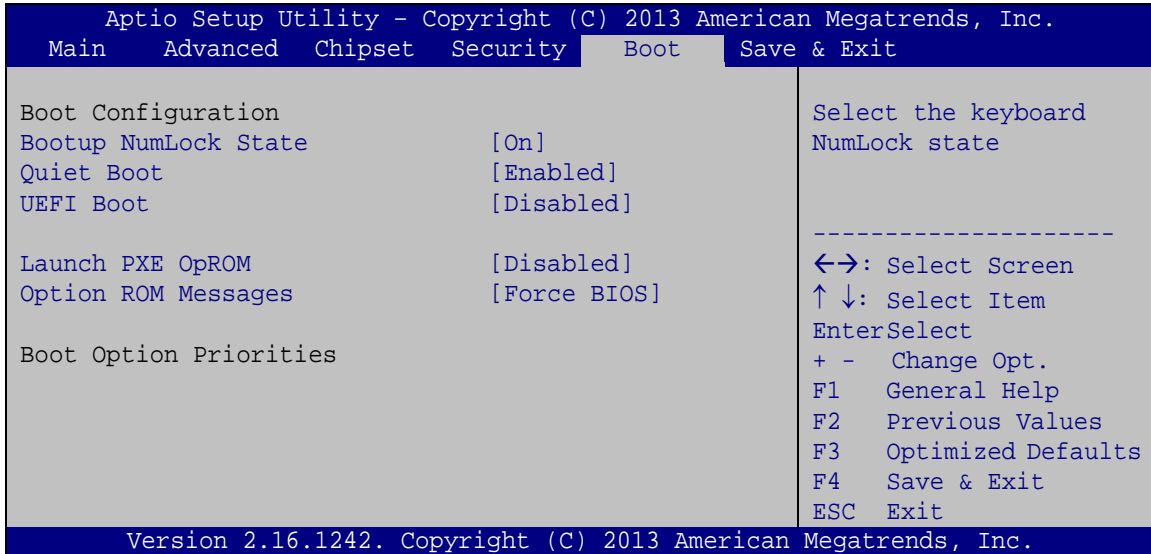 Aptio Setup Utility – Copyright (C) 2013 American Megatrends, Inc.
Main Advanced Chipset Security Boot Save & Exit
Boot Configuration
Bootup NumLock State [On]
Quiet Boot [Enabled]
UEFI Boot [Disabled]
Launch PXE OpROM [Disabled]
Option ROM Messages [Force BIOS]
Boot Option Priorities
Select the keyboard
NumLock state
---------------------
←→: Select Screen
↑ ↓: Select Item
EnterSelect
+ - Change Opt.
F1 General Help
F2 Previous Values
F3 Optimized Defaults
F4 Save & Exit
ESC Exit
Version 2.16.1242. Copyright (C) 2013 American Megatrends, Inc.